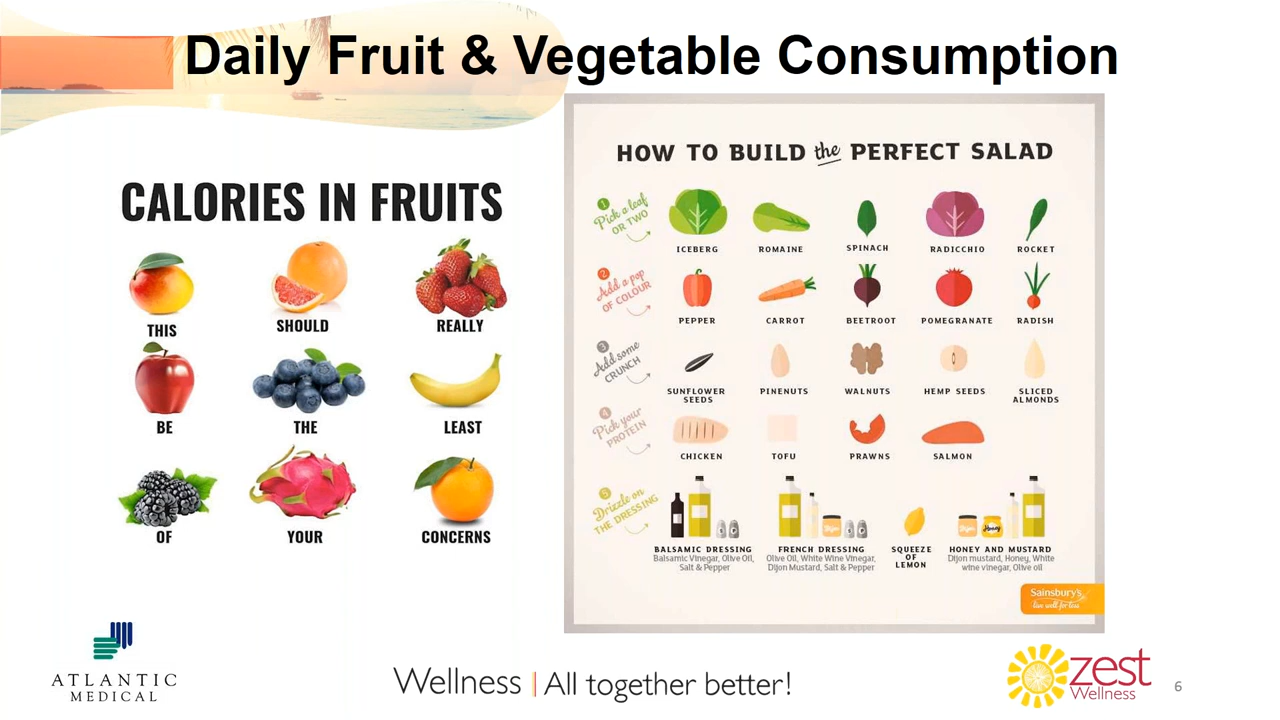 Daily Fruit & Vegetable Consumption
CALORIES IN FRUITS
THIS SHOULD REALLY
BE THE LEAST
OF YOUR CONCERNS
HOW TO BUILD the PERFECT SALAD
1 Pick a leaf
OR TWO
ICEBERG ROMAINE SPINACH RADICCHIO ROCKET
2 Add a pop
OF COLOUR
PEPPER CARROT BEETROOT POMEGRANATE RADISH
3 Add some
CRUNCH
SUNFLOWER SEEDS PINENUTS WALNUTS HEMP SEEDS SLICED ALMONDS
4 Pick your
PROTEIN
CHICKEN TOFU PRAWNS SALMON
5 Drizzle on
THE DRESSING
BALSAMIC DRESSING
Balsamic Vinegar, Olive Oil,
Salt & Pepper
FRENCH DRESSING
Olive Oil, White Wine Vinegar,
Dijon Mustard, Salt & Pepper
SQUEEZE
OF
LEMON
Honey
HONEY AND MUSTARD
Dijon mustard, Honey, White
wine vinegar, Olive oil
Sainsbury's
live well for less
ATLANTIC
MEDICAL
Wellness | All together better!
zest
Wellness
6